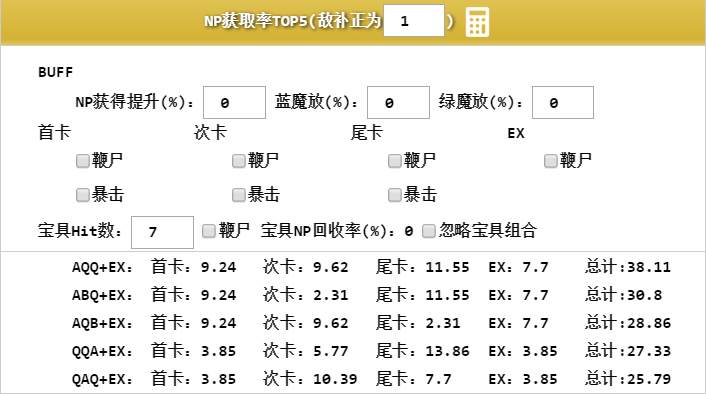 NP获取率TOP5(敌补正为 1 )
BUFF
NP获得提升(%): 0 蓝魔放(%): 0 绿魔放(%): 0
首卡 次卡 尾卡 EX
鞭尸 鞭尸 鞭尸 鞭尸
暴击 暴击 暴击
宝具Hit数: 7 鞭尸 宝具NP回收率(%): 0 忽略宝具组合
AQQ+EX: 首卡: 9.24 次卡: 9.62 尾卡: 11.55 EX: 7.7 总计:38.11
ABQ+EX: 首卡: 9.24 次卡: 2.31 尾卡: 11.55 EX: 7.7 总计:30.8
AQB+EX: 首卡: 9.24 次卡: 9.62 尾卡: 2.31 EX: 7.7 总计:28.86
QQA+EX: 首卡: 3.85 次卡: 5.77 尾卡: 13.86 EX: 3.85 总计:27.33
QAQ+EX: 首卡: 3.85 次卡: 10.39 尾卡: 7.7 EX: 3.85 总计:25.79